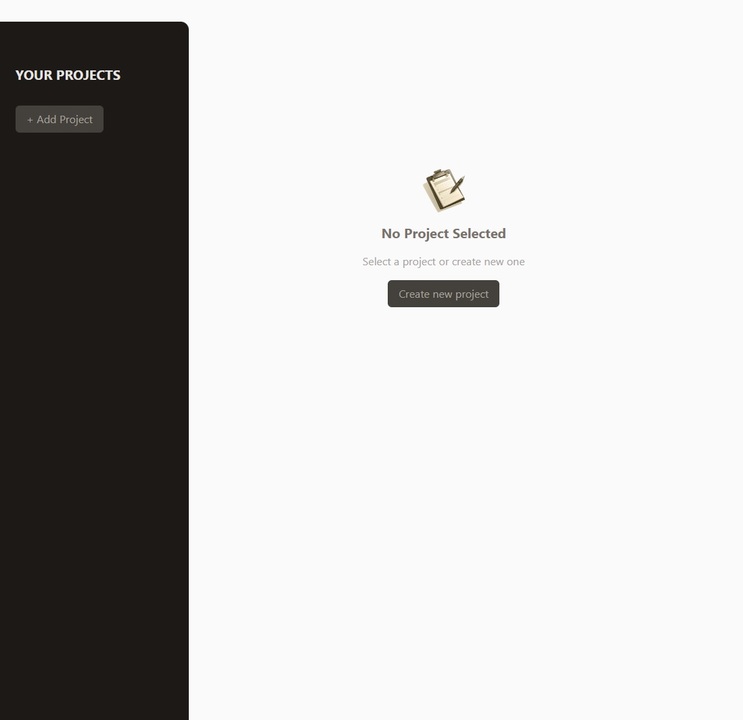 YOUR PROJECTS
+ Add Project
No Project Selected
Select a project or create new one
Create new project